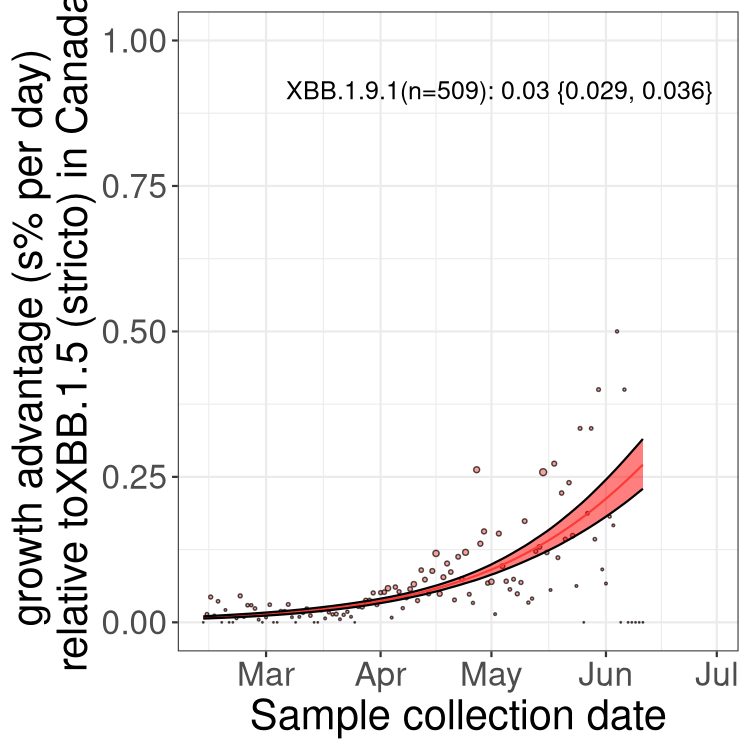 growth advantage (s% per day)
relative toXBB.1.5 (stricto) in Canada
1.00
0.75
0.50
0.25
0.00
XBB.1.9.1(n=509): 0.03 {0.029, 0.036}
Mar Apr May Jun Jul
Sample collection date